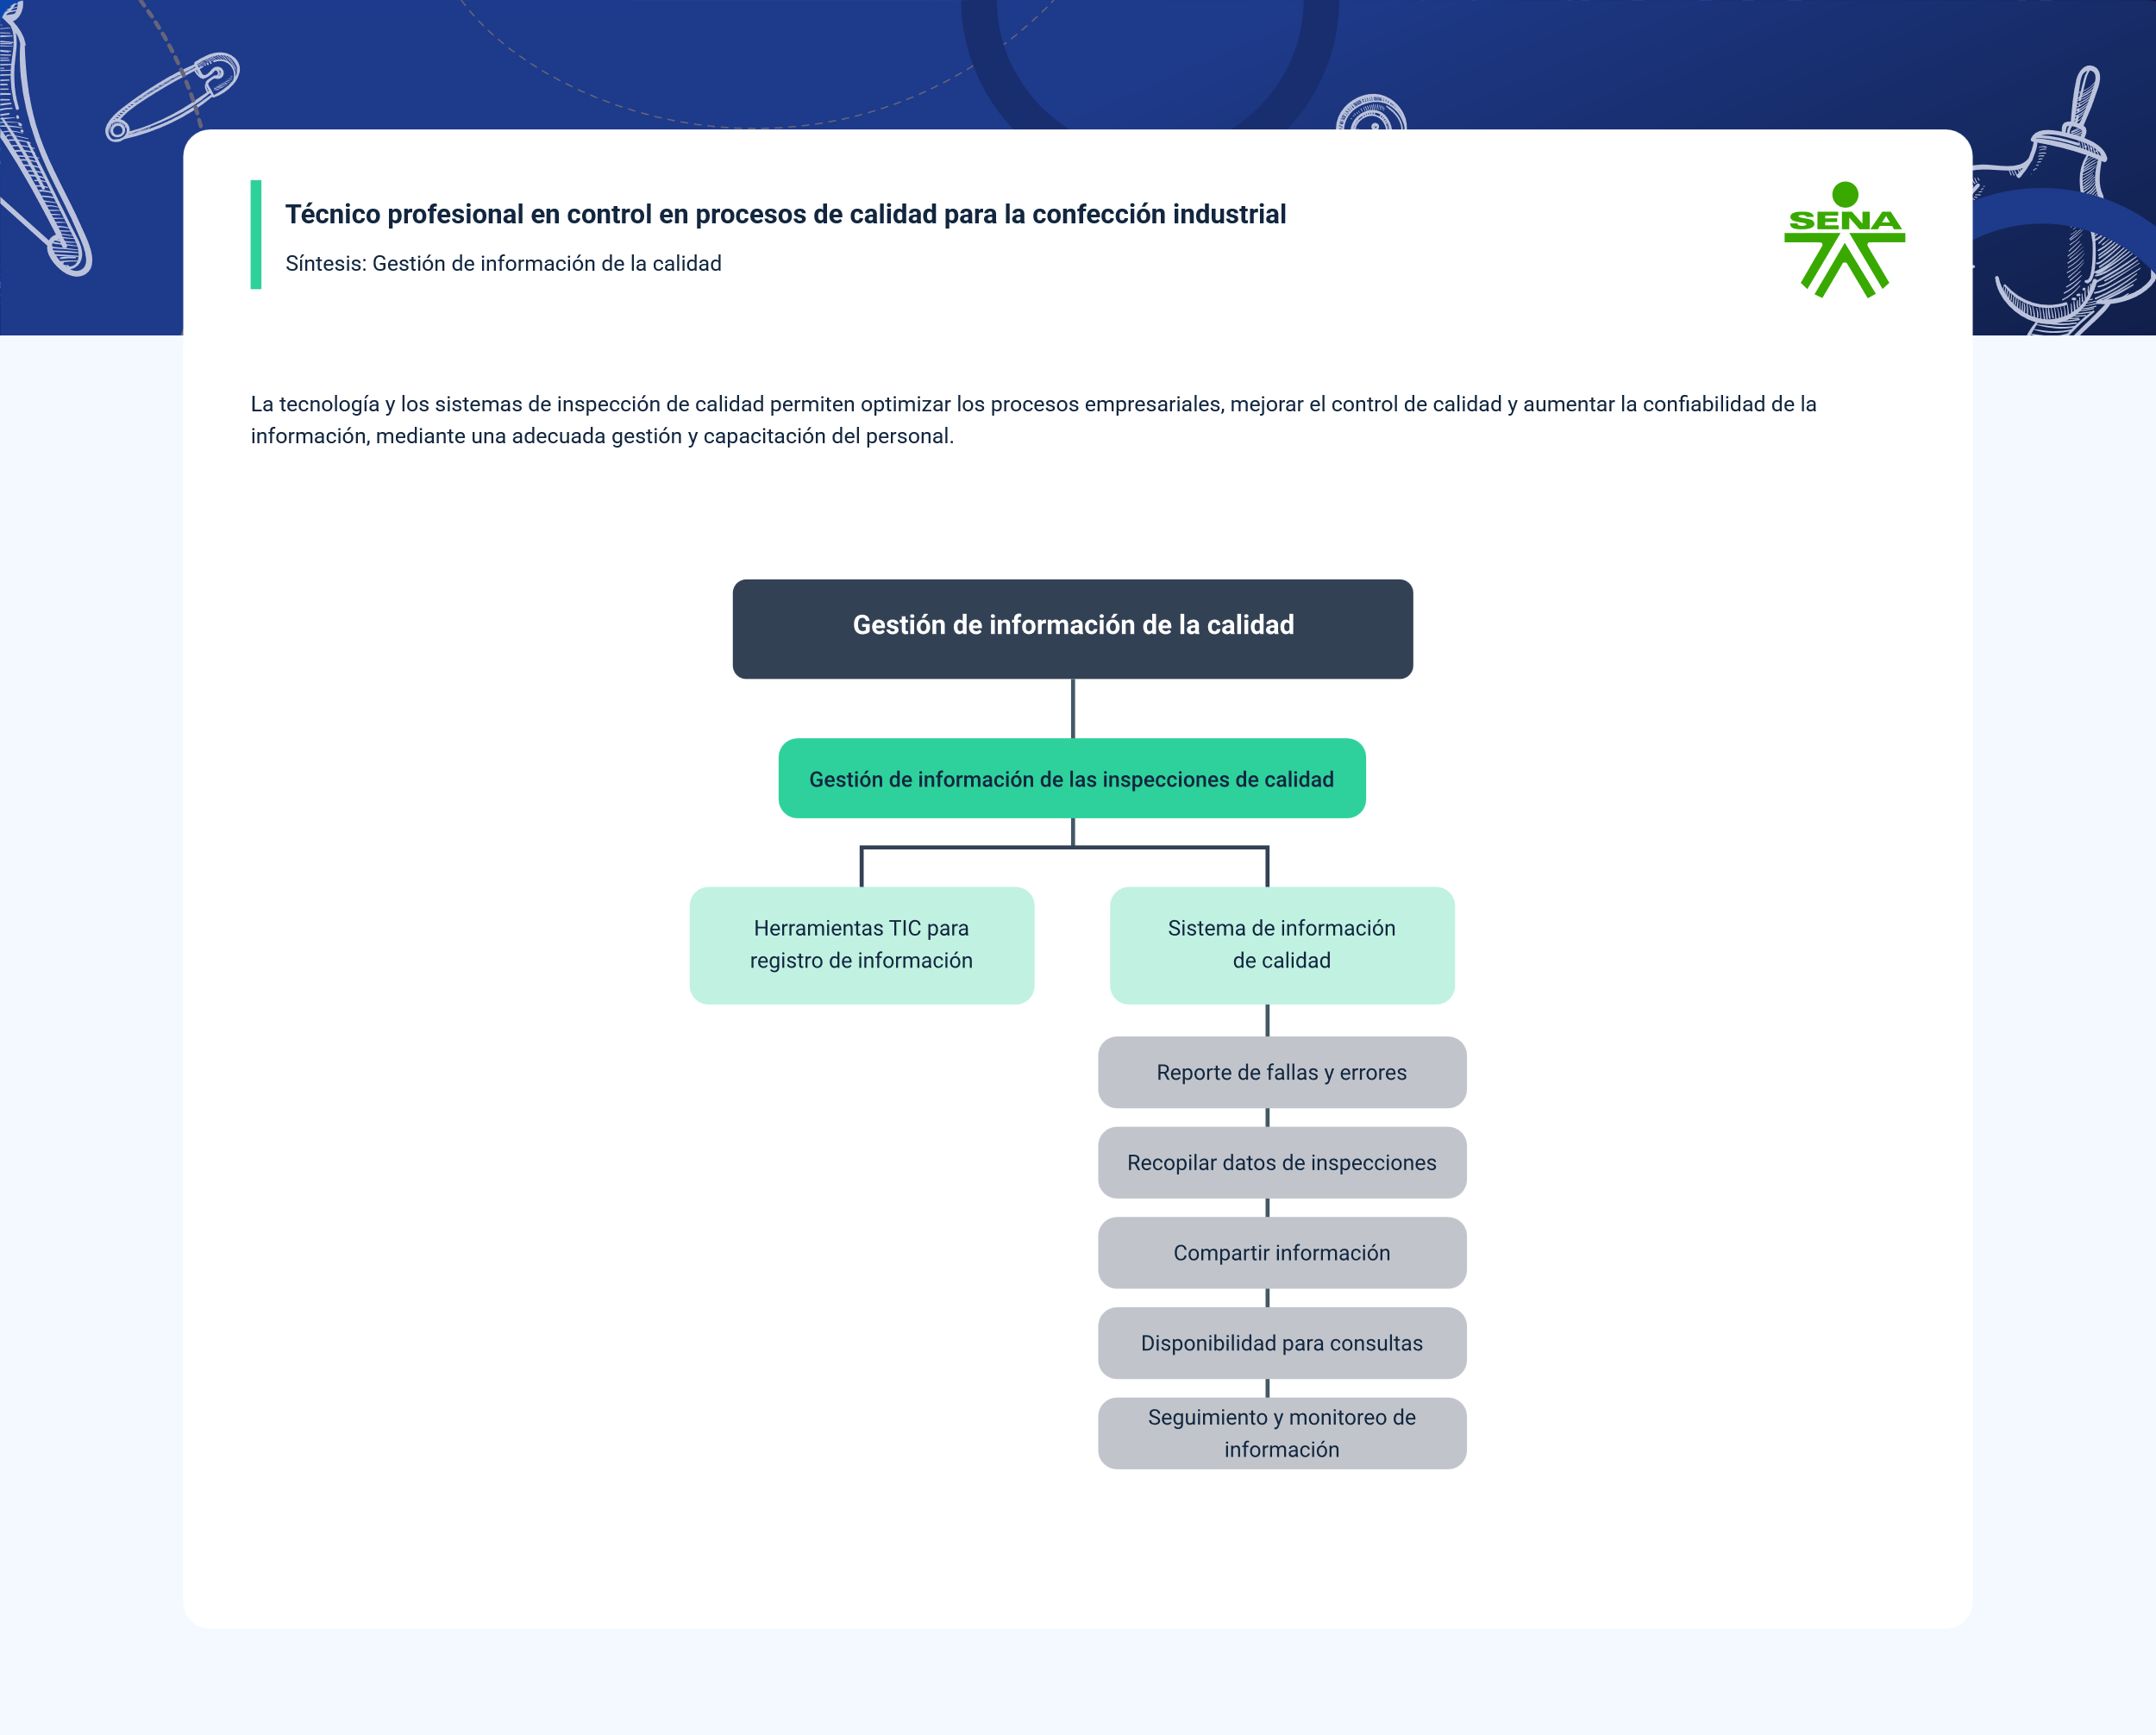 Técnico profesional en control en procesos de calidad para la confección industrial
Síntesis: Gestión de información de la calidad
SENA
La tecnología y los sistemas de inspección de calidad permiten optimizar los procesos empresariales, mejorar el control de calidad y aumentar la confiabilidad de la
información, mediante una adecuada gestión y capacitación del personal.
Gestión de información de la calidad
Gestión de información de las inspecciones de calidad
Herramientas TIC para
registro de información
Sistema de información
de calidad
Reporte de fallas y errores
Recopilar datos de inspecciones
Compartir información
Disponibilidad para consultas
Seguimiento y monitoreo de
información